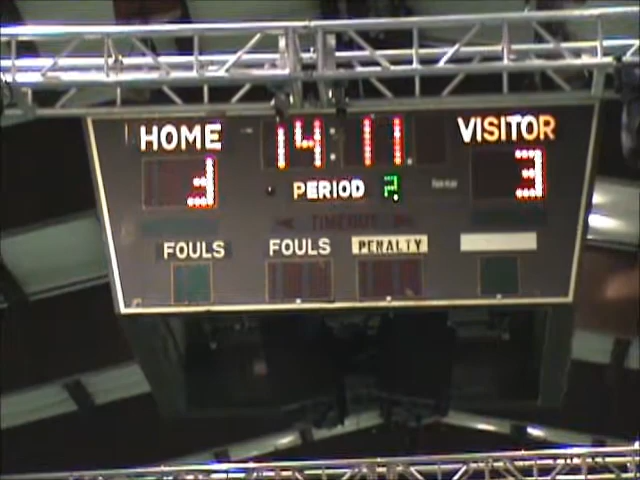 HOME 14:11 VISITOR
3 PERIOD 2 3
TIMEOUT
FOULS FOULS PENALTY